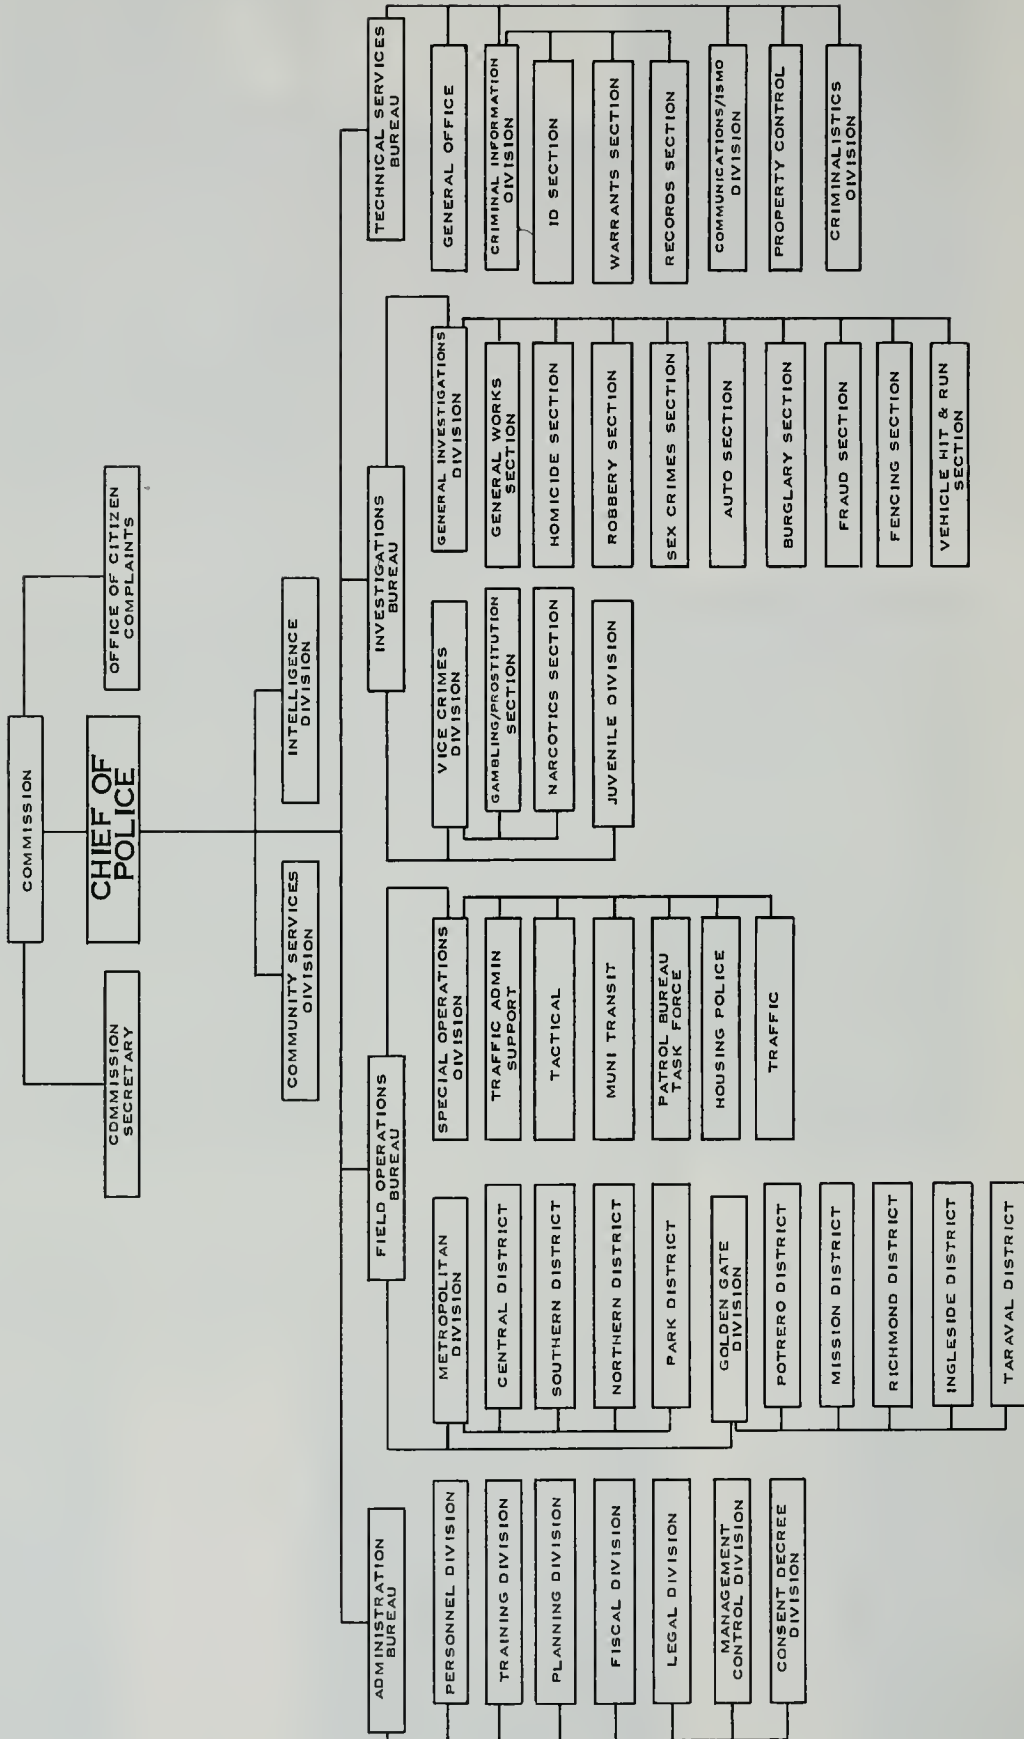 COMMISSION
COMMISSION
SECRETARY
CHIEF OF
POLICE
OFFICE OF CITIZEN
COMPLAINTS
COMMUNITY SERVICES
DIVISION
INTELLIGENCE
DIVISION
ADMINISTRATION
BUREAU
PERSONNEL DIVISION
TRAINING DIVISION
PLANNING DIVISION
FISCAL DIVISION
LEGAL DIVISION
MANAGEMENT
CONTROL DIVISION
CONSENT DECREE
DIVISION
FIELD OPERATIONS
BUREAU
METROPOLITAN
DIVISION
CENTRAL DISTRICT
SOUTHERN DISTRICT
NORTHERN DISTRICT
PARK DISTRICT
GOLDEN GATE
DIVISION
POTRERO DISTRICT
MISSION DISTRICT
RICHMOND DISTRICT
INGLESIDE DISTRICT
TARAVAL DISTRICT
SPECIAL OPERATIONS
DIVISION
TRAFFIC ADMIN
SUPPORT
TACTICAL
MUNI TRANSIT
PATROL BUREAU
TASK FORCE
HOUSING POLICE
TRAFFIC
INVESTIGATIONS
BUREAU
VICE CRIMES
DIVISION
GAMBLING/PROSTITUTION
SECTION
NARCOTICS SECTION
JUVENILE DIVISION
GENERAL INVESTIGATIONS
DIVISION
GENERAL WORKS
SECTION
HOMICIDE SECTION
ROBBERY SECTION
SEX CRIMES SECTION
AUTO SECTION
BURGLARY SECTION
FRAUD SECTION
FENCING SECTION
VEHICLE HIT & RUN
SECTION
TECHNICAL SERVICES
BUREAU
GENERAL OFFICE
CRIMINAL INFORMATION
DIVISION
ID SECTION
WARRANTS SECTION
RECORDS SECTION
COMMUNICATIONS/ISMO
DIVISION
PROPERTY CONTROL
CRIMINALISTICS
DIVISION